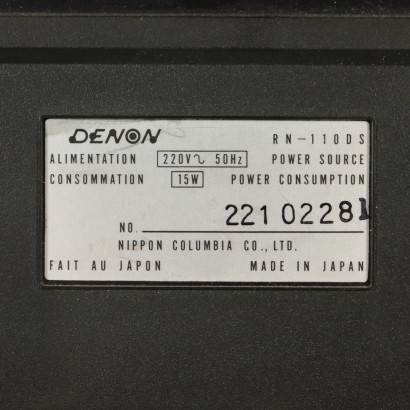 DENON RN-110DS
ALIMENTATION 220V∿ 50Hz POWER SOURCE
CONSOMMATION 15W POWER CONSUMPTION
NO. 221 02281
NIPPON COLUMBIA CO., LTD.
FAIT AU JAPON MADE IN JAPAN